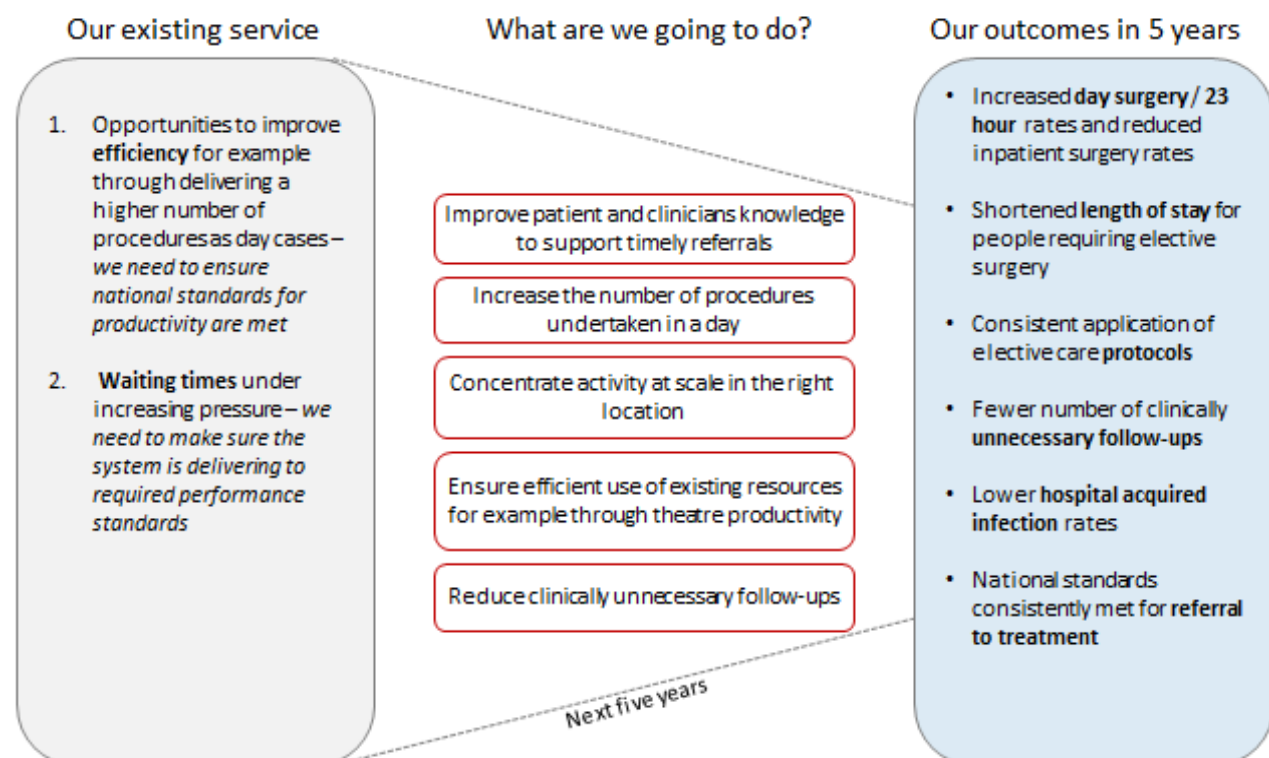 Our existing service
1. Opportunities to improve
efficiency for example
through delivering a
higher number of
procedures as day cases –
we need to ensure
national standards for
productivity are met
2. Waiting times under
increasing pressure – we
need to make sure the
system is delivering to
required performance
standards
What are we going to do?
Improve patient and clinicians knowledge
to support timely referrals
Increase the number of procedures
undertaken in a day
Concentrate activity at scale in the right
location
Ensure efficient use of existing resources
for example through theatre productivity
Reduce clinically unnecessary follow-ups
Next five years
Our outcomes in 5 years
• Increased day surgery / 23
hour rates and reduced
inpatient surgery rates
• Shortened length of stay for
people requiring elective
surgery
• Consistent application of
elective care protocols
• Fewer number of clinically
unnecessary follow-ups
• Lower hospital acquired
infection rates
• National standards
consistently met for referral
to treatment